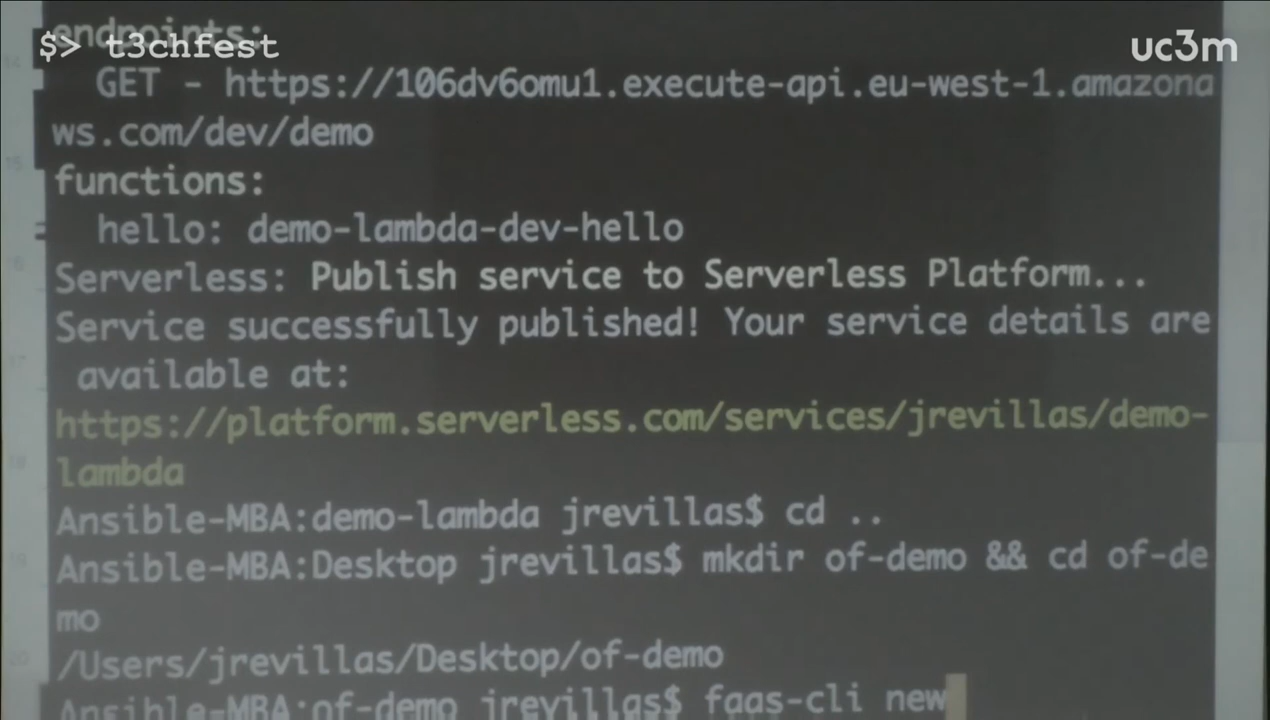 endpoints:
$> t3chfest
uc3m
GET - https://106dv6omu1.execute-api.eu-west-1.amazona
ws.com/dev/demo
functions:
hello: demo-lambda-dev-hello
Serverless: Publish service to Serverless Platform...
Service successfully published! Your service details are
available at:
https://platform.serverless.com/services/jrevillas/demo-
lambda
Ansible-MBA:demo-lambda jrevillas$ cd ..
Ansible-MBA:Desktop jrevillas$ mkdir of-demo && cd of-de
mo
/Users/jrevillas/Desktop/of-demo
Ansible-MBA:of-demo jrevillas$ faas-cli new